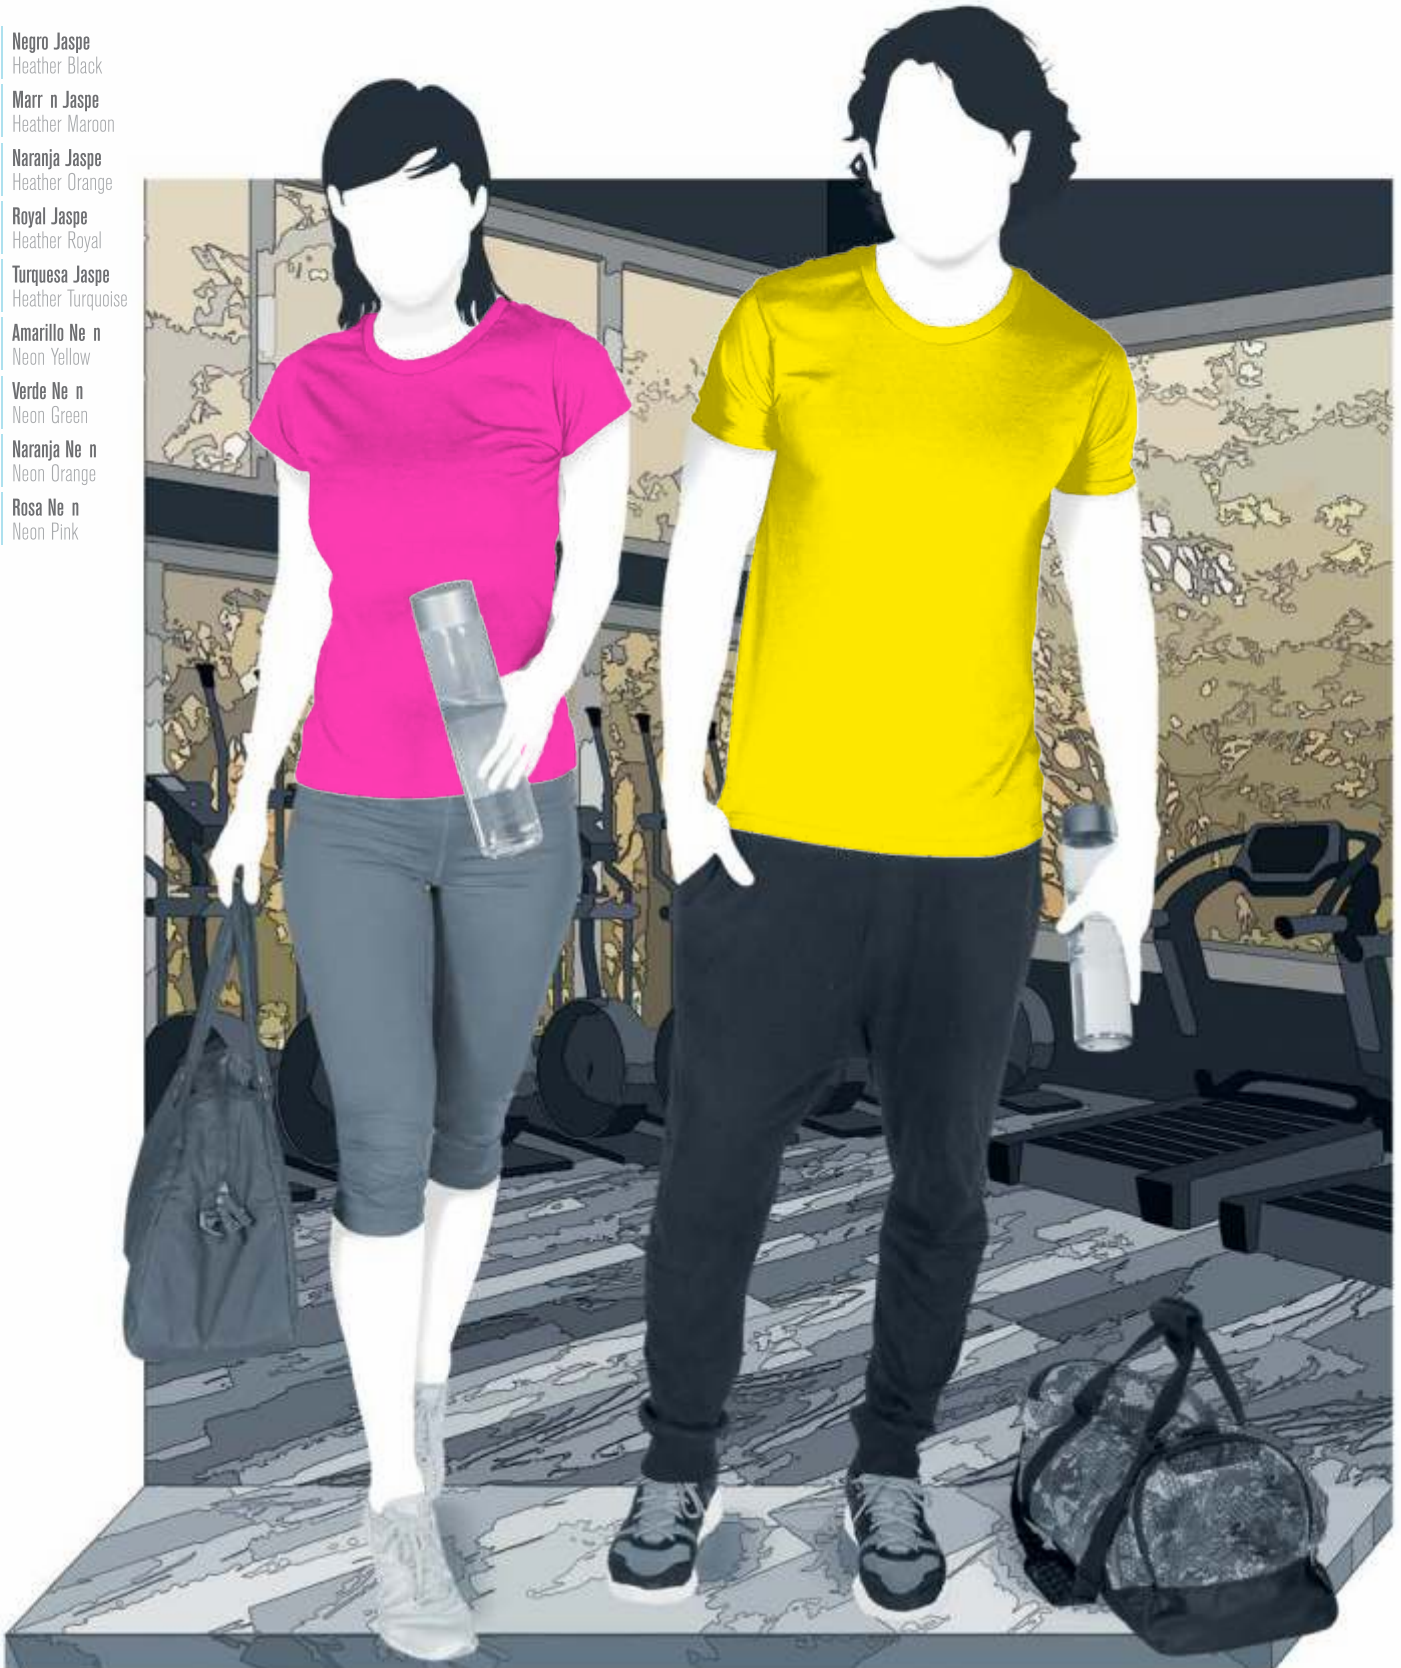 Negro Jaspe
Heather Black
Marr n Jaspe
Heather Maroon
Naranja Jaspe
Heather Orange
Royal Jaspe
Heather Royal
Turquesa Jaspe
Heather Turquoise
Amarillo Ne n
Neon Yellow
Verde Ne n
Neon Green
Naranja Ne n
Neon Orange
Rosa Ne n
Neon Pink